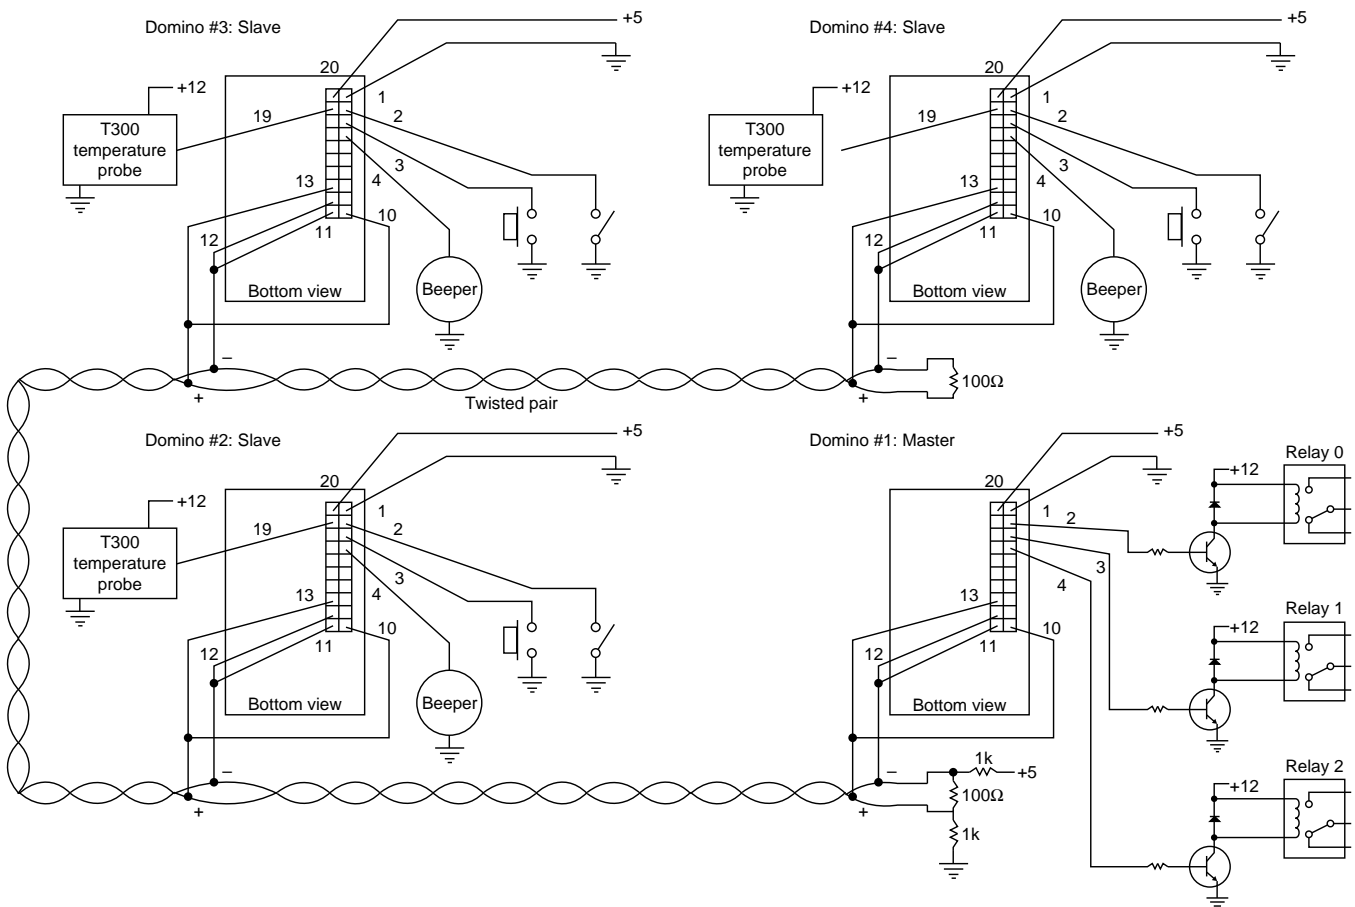 Domino #3: Slave
+5
20
+12
1
19
2
T300
temperature
probe
3
13
4
10
12
11
Bottom view
Beeper
–
+
Domino #4: Slave
+5
20
+12
1
19
2
T300
temperature
probe
3
13
4
10
12
11
Bottom view
Beeper
–
+
100Ω
Twisted pair
Domino #2: Slave
+5
20
+12
1
19
2
T300
temperature
probe
3
13
4
10
12
11
Bottom view
Beeper
–
+
Domino #1: Master
+5
20
1
2
3
4
13
10
12
11
Bottom view
–
+
1k
+5
100Ω
1k
Relay 0
+12
Relay 1
+12
Relay 2
+12